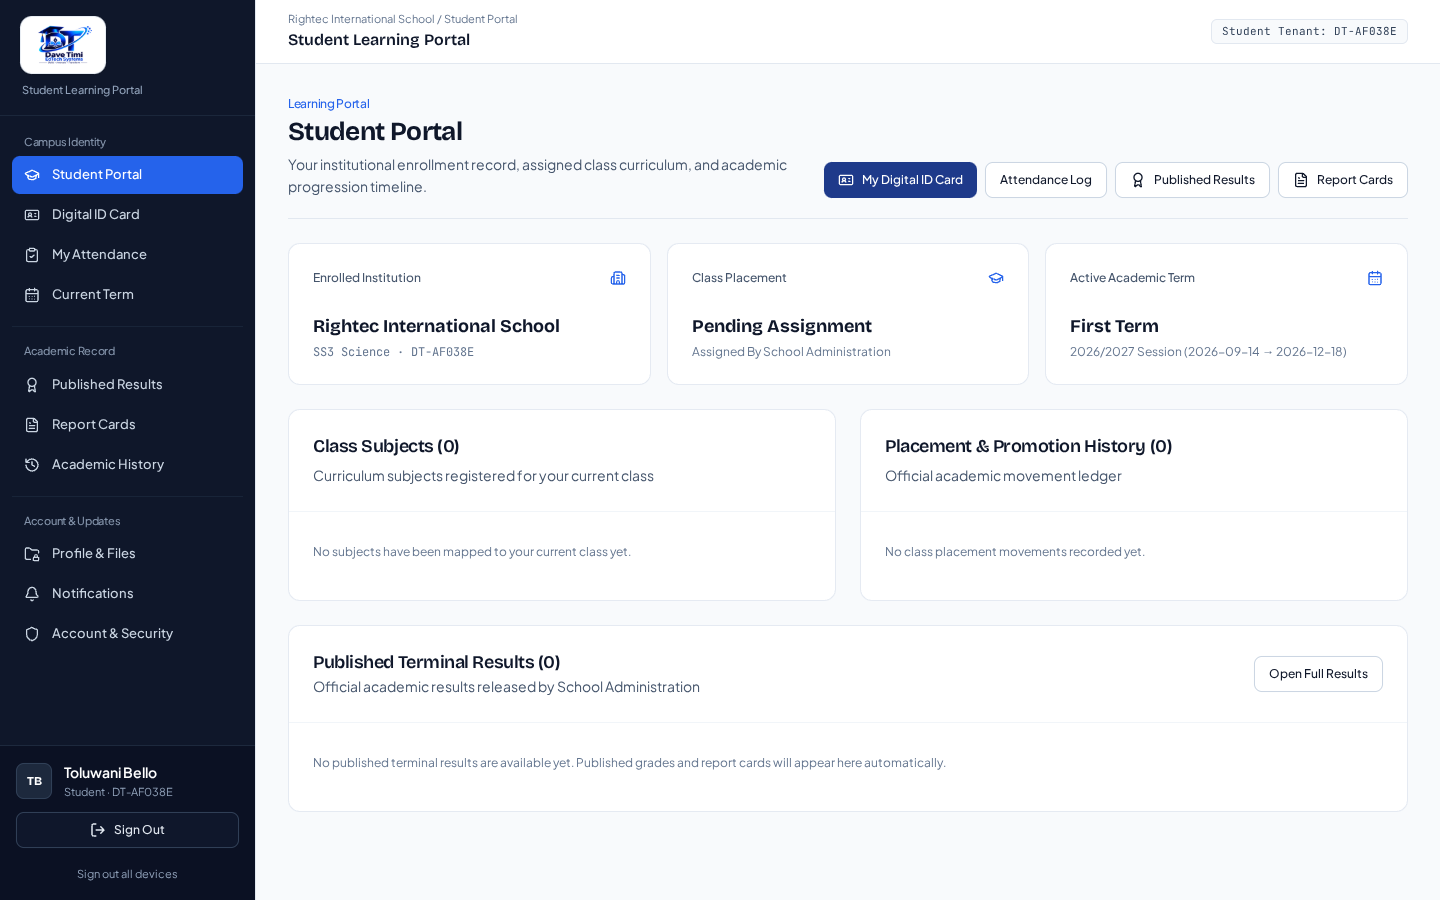 DT
Dave Timi
EdTech Systems
Student Learning Portal
Campus Identity
Student Portal
Digital ID Card
My Attendance
Current Term
Academic Record
Published Results
Report Cards
Academic History
Account & Updates
Profile & Files
Notifications
Account & Security
TB
Toluwani Bello
Student · DT-AF038E
Sign Out
Sign out all devices
Rightec International School / Student Portal
Student Learning Portal
Student Tenant: DT-AF038E
Learning Portal
Student Portal
Your institutional enrollment record, assigned class curriculum, and academic
progression timeline.
My Digital ID Card
Attendance Log
Published Results
Report Cards
Enrolled Institution
Rightec International School
SS3 Science · DT-AF038E
Class Placement
Pending Assignment
Assigned By School Administration
Active Academic Term
First Term
2026/2027 Session (2026-09-14 → 2026-12-18)
Class Subjects (0)
Curriculum subjects registered for your current class
No subjects have been mapped to your current class yet.
Placement & Promotion History (0)
Official academic movement ledger
No class placement movements recorded yet.
Published Terminal Results (0)
Official academic results released by School Administration
Open Full Results
No published terminal results are available yet. Published grades and report cards will appear here automatically.